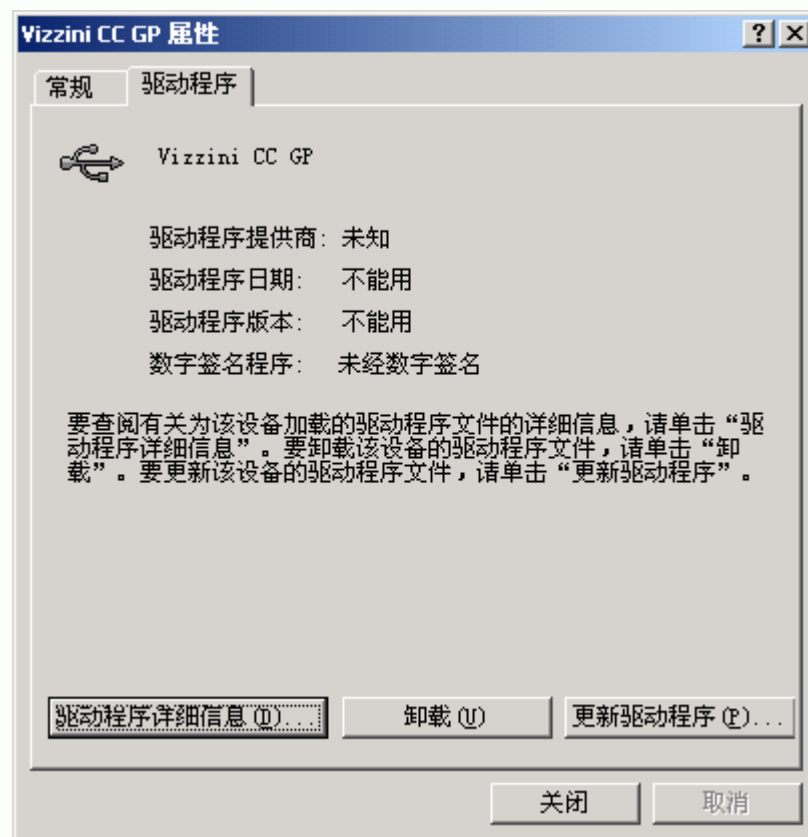 Vizzini CC GP 属性
常规 驱动程序
Vizzini CC GP
驱动程序提供商: 未知
驱动程序日期: 不能用
驱动程序版本: 不能用
数字签名程序: 未经数字签名
要查阅有关为该设备加载的驱动程序文件的详细信息，请单击“驱
动程序详细信息”。要卸载该设备的驱动程序文件，请单击“卸
载”。要更新该设备的驱动程序文件，请单击“更新驱动程序”。
驱动程序详细信息(D)... 卸载(U) 更新驱动程序(P)...
关闭 取消